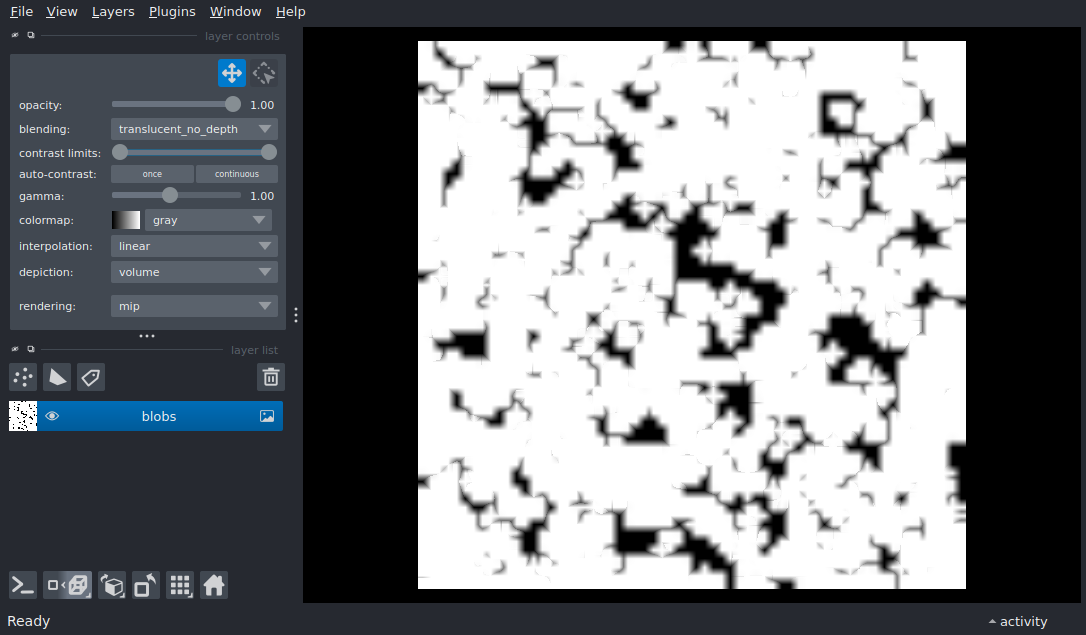 File View Layers Plugins Window Help
layer controls
opacity: 1.00
blending: translucent_no_depth
contrast limits:
auto-contrast: once continuous
gamma: 1.00
colormap: gray
interpolation: linear
depiction: volume
rendering: mip
layer list
blobs
Ready activity